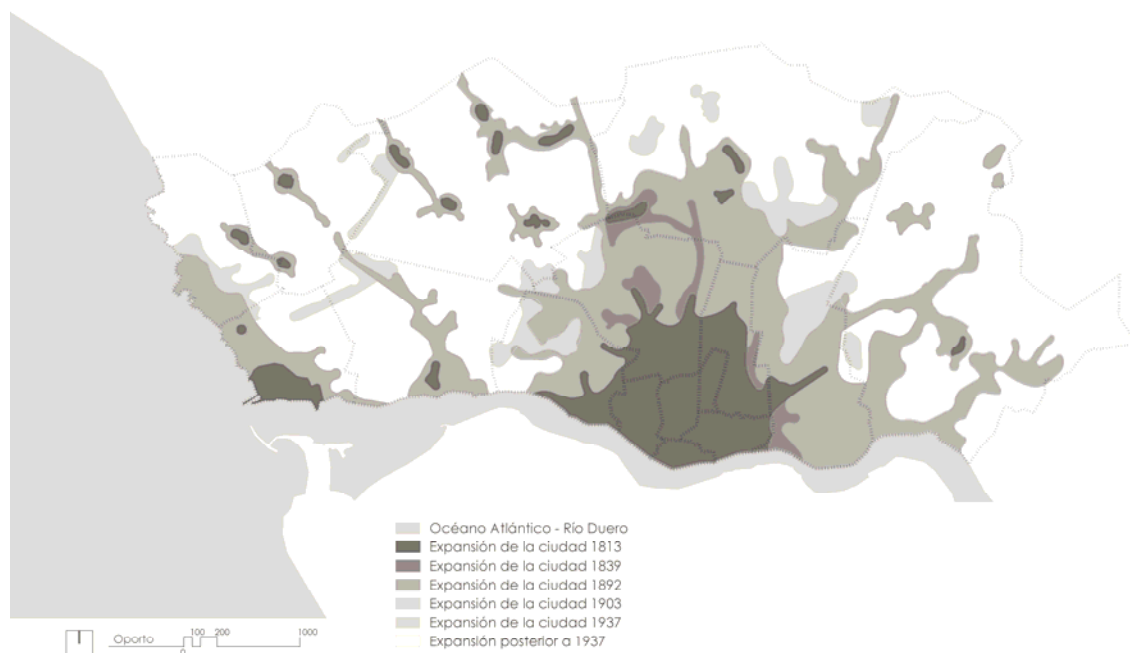 Océano Atlántico - Río Duero
Expansión de la ciudad 1813
Expansión de la ciudad 1839
Expansión de la ciudad 1892
Expansión de la ciudad 1903
Expansión de la ciudad 1937
Expansión posterior a 1937
Oporto 0 100 200 1000